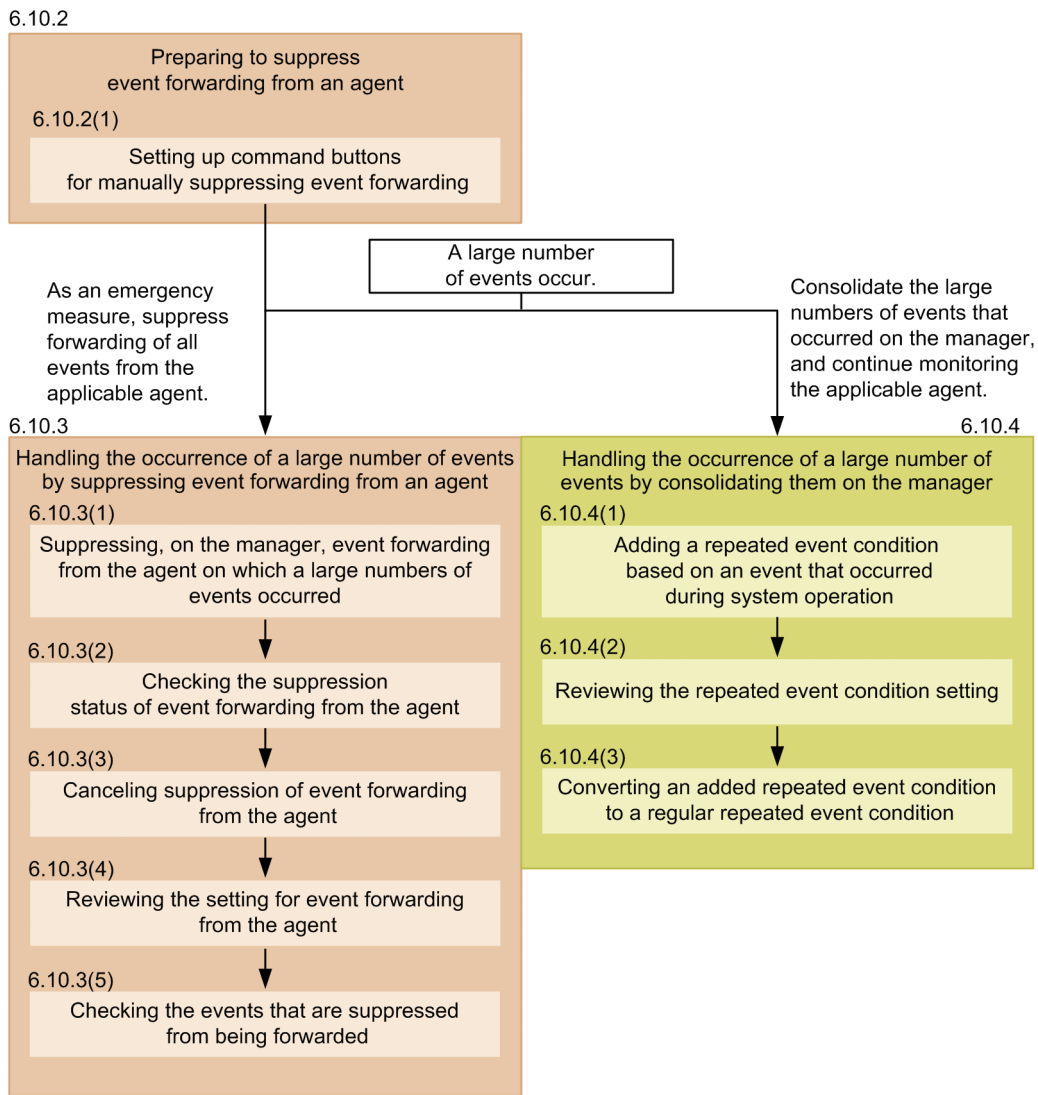 6.10.2
Preparing to suppress
event forwarding from an agent
6.10.2(1)
Setting up command buttons
for manually suppressing event forwarding
A large number
of events occur.
As an emergency
measure, suppress
forwarding of all
events from the
applicable agent.
Consolidate the large
numbers of events that
occurred on the manager,
and continue monitoring
the applicable agent.
6.10.3
Handling the occurrence of a large number of events
by suppressing event forwarding from an agent
6.10.3(1)
Suppressing, on the manager, event forwarding
from the agent on which a large numbers of
events occurred
6.10.3(2)
Checking the suppression
status of event forwarding from the agent
6.10.3(3)
Canceling suppression of event forwarding
from the agent
6.10.3(4)
Reviewing the setting for event forwarding
from the agent
6.10.3(5)
Checking the events that are suppressed
from being forwarded
6.10.4
Handling the occurrence of a large number of
events by consolidating them on the manager
6.10.4(1)
Adding a repeated event condition
based on an event that occurred
during system operation
6.10.4(2)
Reviewing the repeated event condition setting
6.10.4(3)
Converting an added repeated event condition
to a regular repeated event condition